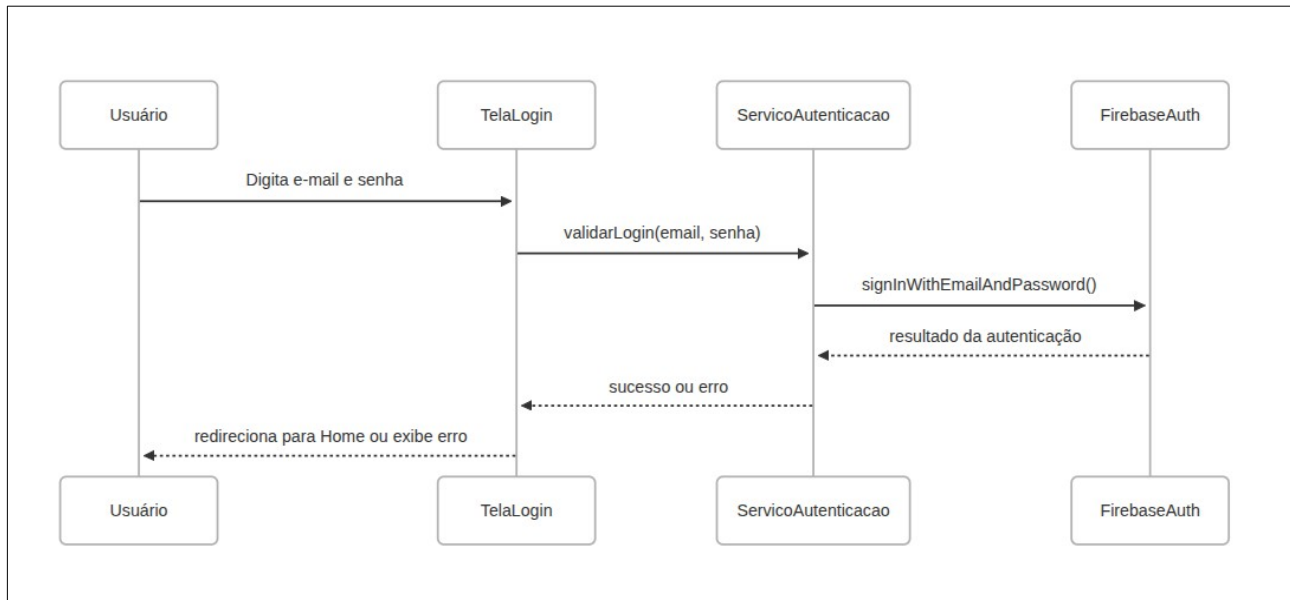 Usuário
TelaLogin
ServicoAutenticacao
FirebaseAuth
Digita e-mail e senha
validarLogin(email, senha)
signInWithEmailAndPassword()
resultado da autenticação
sucesso ou erro
redireciona para Home ou exibe erro
Usuário
TelaLogin
ServicoAutenticacao
FirebaseAuth